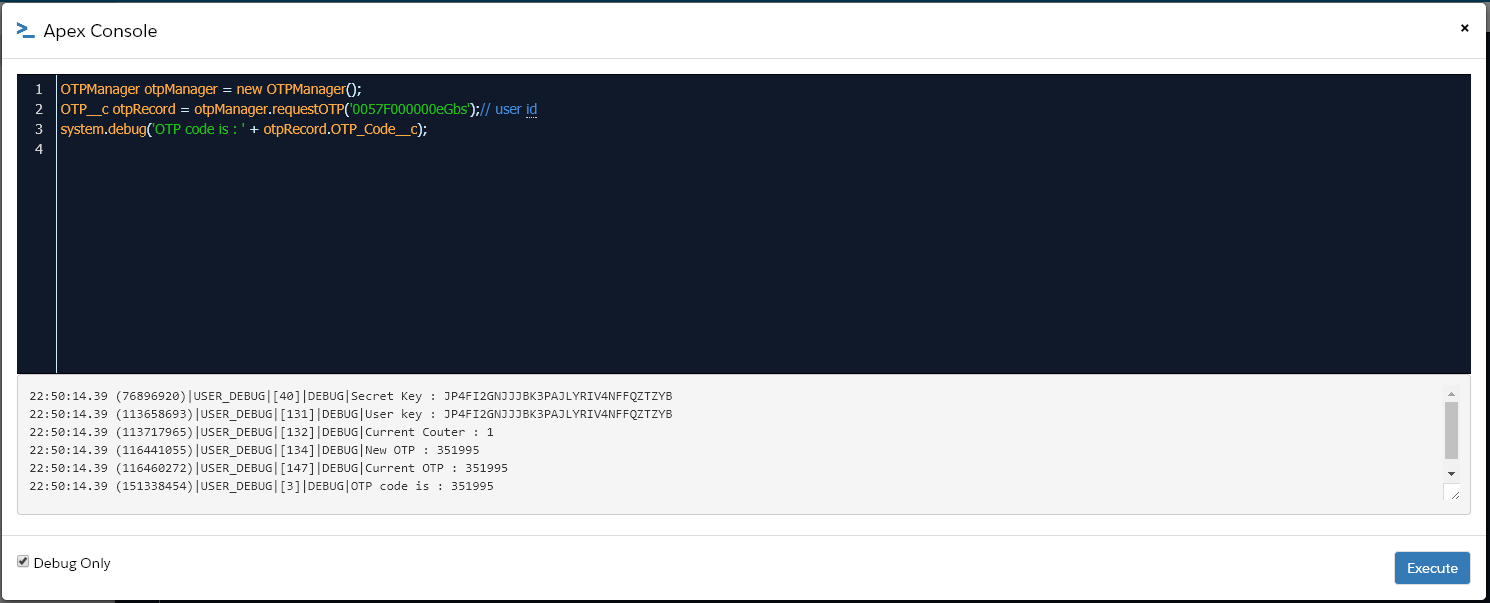 >_ Apex Console ×
1 OTPManager otpManager = new OTPManager();
2 OTP__c otpRecord = otpManager.requestOTP('0057F000000eGbs');// user id
3 system.debug('OTP code is : ' + otpRecord.OTP_Code__c);
4
22:50:14.39 (76896920)|USER_DEBUG|[40]|DEBUG|Secret Key : JP4FI2GNJJJBK3PAJLYRIV4NFFQZTZYB
22:50:14.39 (113658693)|USER_DEBUG|[131]|DEBUG|User key : JP4FI2GNJJJBK3PAJLYRIV4NFFQZTZYB
22:50:14.39 (113717965)|USER_DEBUG|[132]|DEBUG|Current Couter : 1
22:50:14.39 (116441055)|USER_DEBUG|[134]|DEBUG|New OTP : 351995
22:50:14.39 (116460272)|USER_DEBUG|[147]|DEBUG|Current OTP : 351995
22:50:14.39 (151338454)|USER_DEBUG|[3]|DEBUG|OTP code is : 351995
Debug Only
Execute